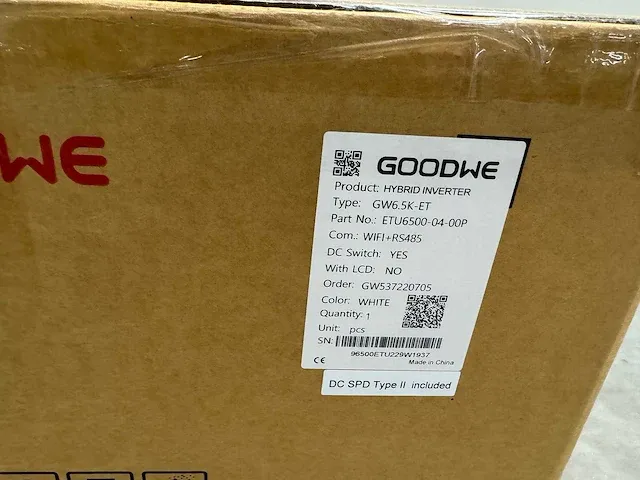 WE
GOODWE
Product: HYBRID INVERTER
Type: GW6.5K-ET
Part No.: ETU6500-04-00P
Com.: WIFI+RS485
DC Switch: YES
With LCD: NO
Order: GW537220705
Color: WHITE
Quantity: 1
Unit: pcs
SN:
96500ETU229W1937
CE Made in China
DC SPD Type II included